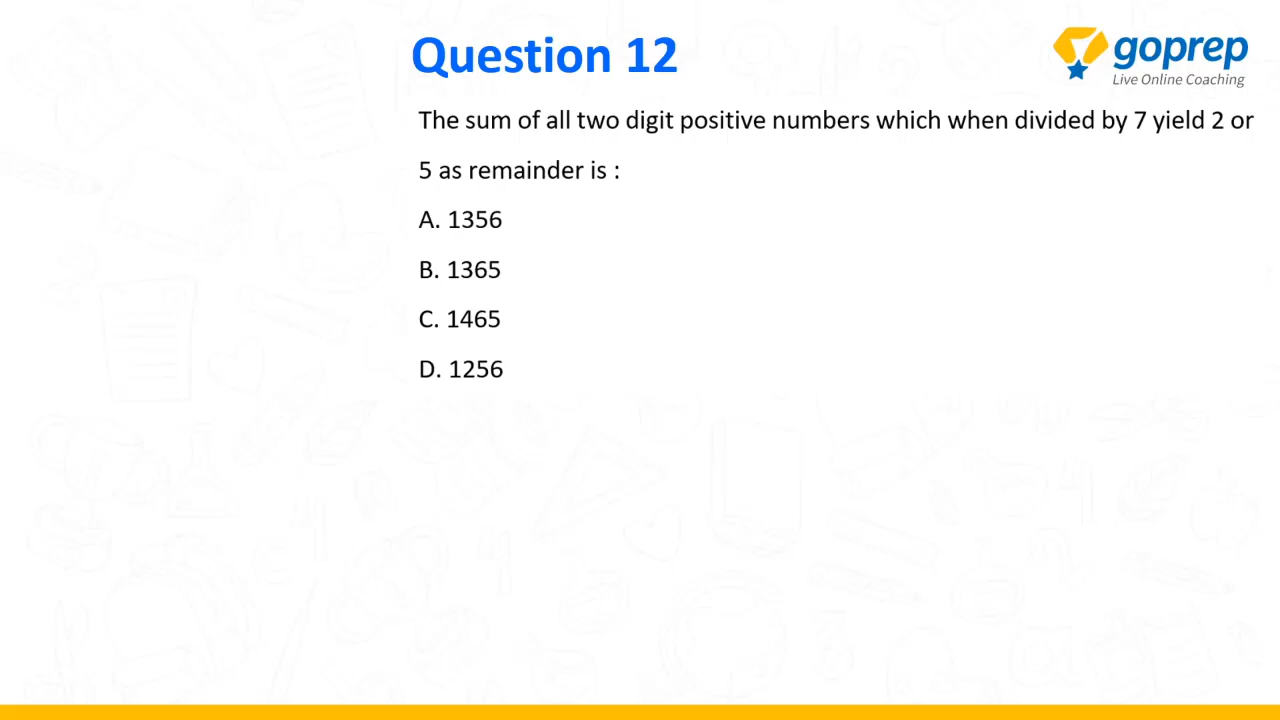 Question 12
goprep
Live Online Coaching
The sum of all two digit positive numbers which when divided by 7 yield 2 or
5 as remainder is :
A. 1356
B. 1365
C. 1465
D. 1256